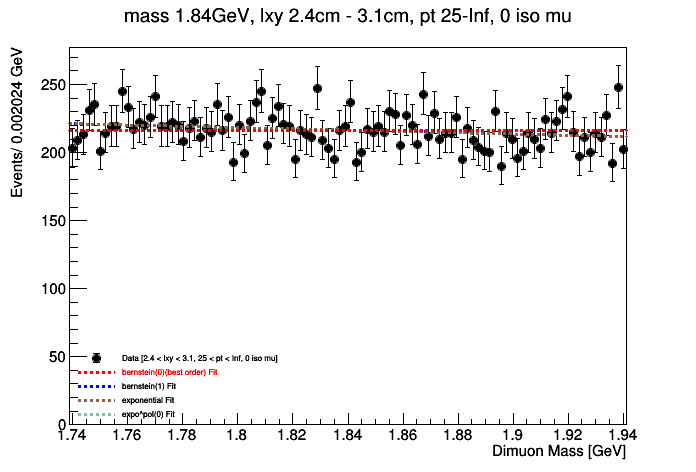 mass 1.84GeV, lxy 2.4cm - 3.1cm, pt 25-Inf, 0 iso mu
Events/ 0.002024 GeV
250
200
150
100
50
0
Data [2.4 < lxy < 3.1, 25 < pt < Inf, 0 iso mu]
bernstein(0)(best order) Fit
bernstein(1) Fit
exponential Fit
expo*pol(0) Fit
1.74 1.76 1.78 1.8 1.82 1.84 1.86 1.88 1.9 1.92 1.94
Dimuon Mass [GeV]